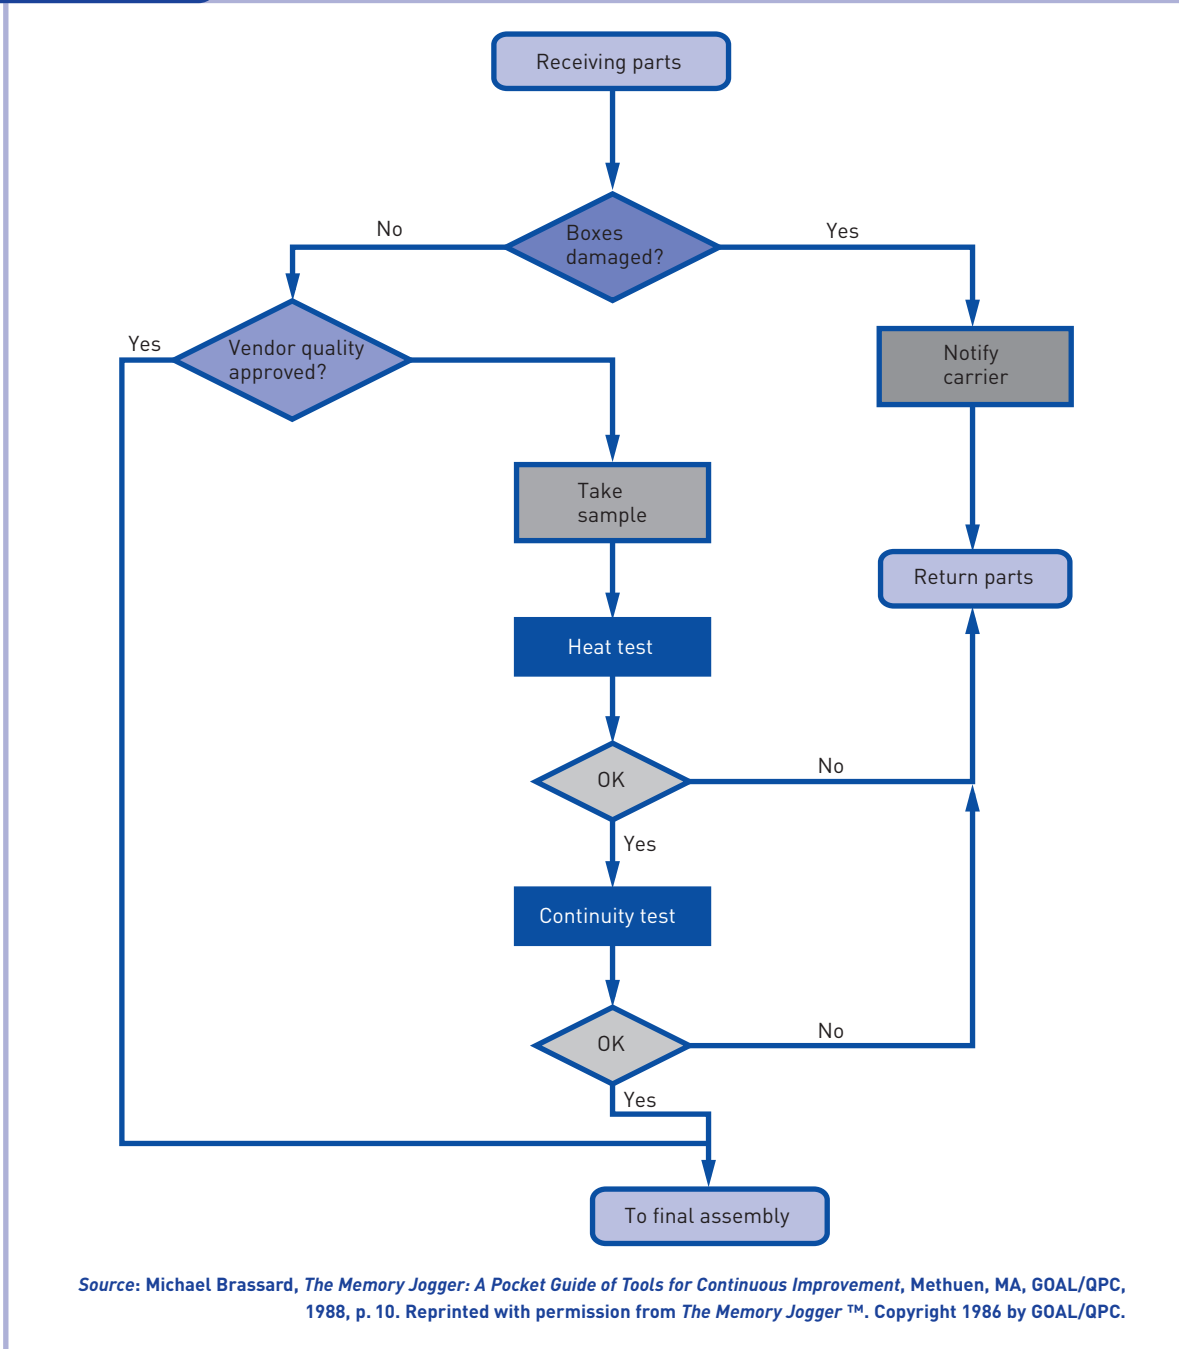 Receiving parts
Boxes
damaged?
No
Yes
Vendor quality
approved?
Yes
Notify
carrier
Take
sample
Return parts
Heat test
OK
No
Yes
Continuity test
OK
No
Yes
To final assembly
Source: Michael Brassard, The Memory Jogger: A Pocket Guide of Tools for Continuous Improvement, Methuen, MA, GOAL/QPC,
1988, p. 10. Reprinted with permission from The Memory Jogger ™. Copyright 1986 by GOAL/QPC.